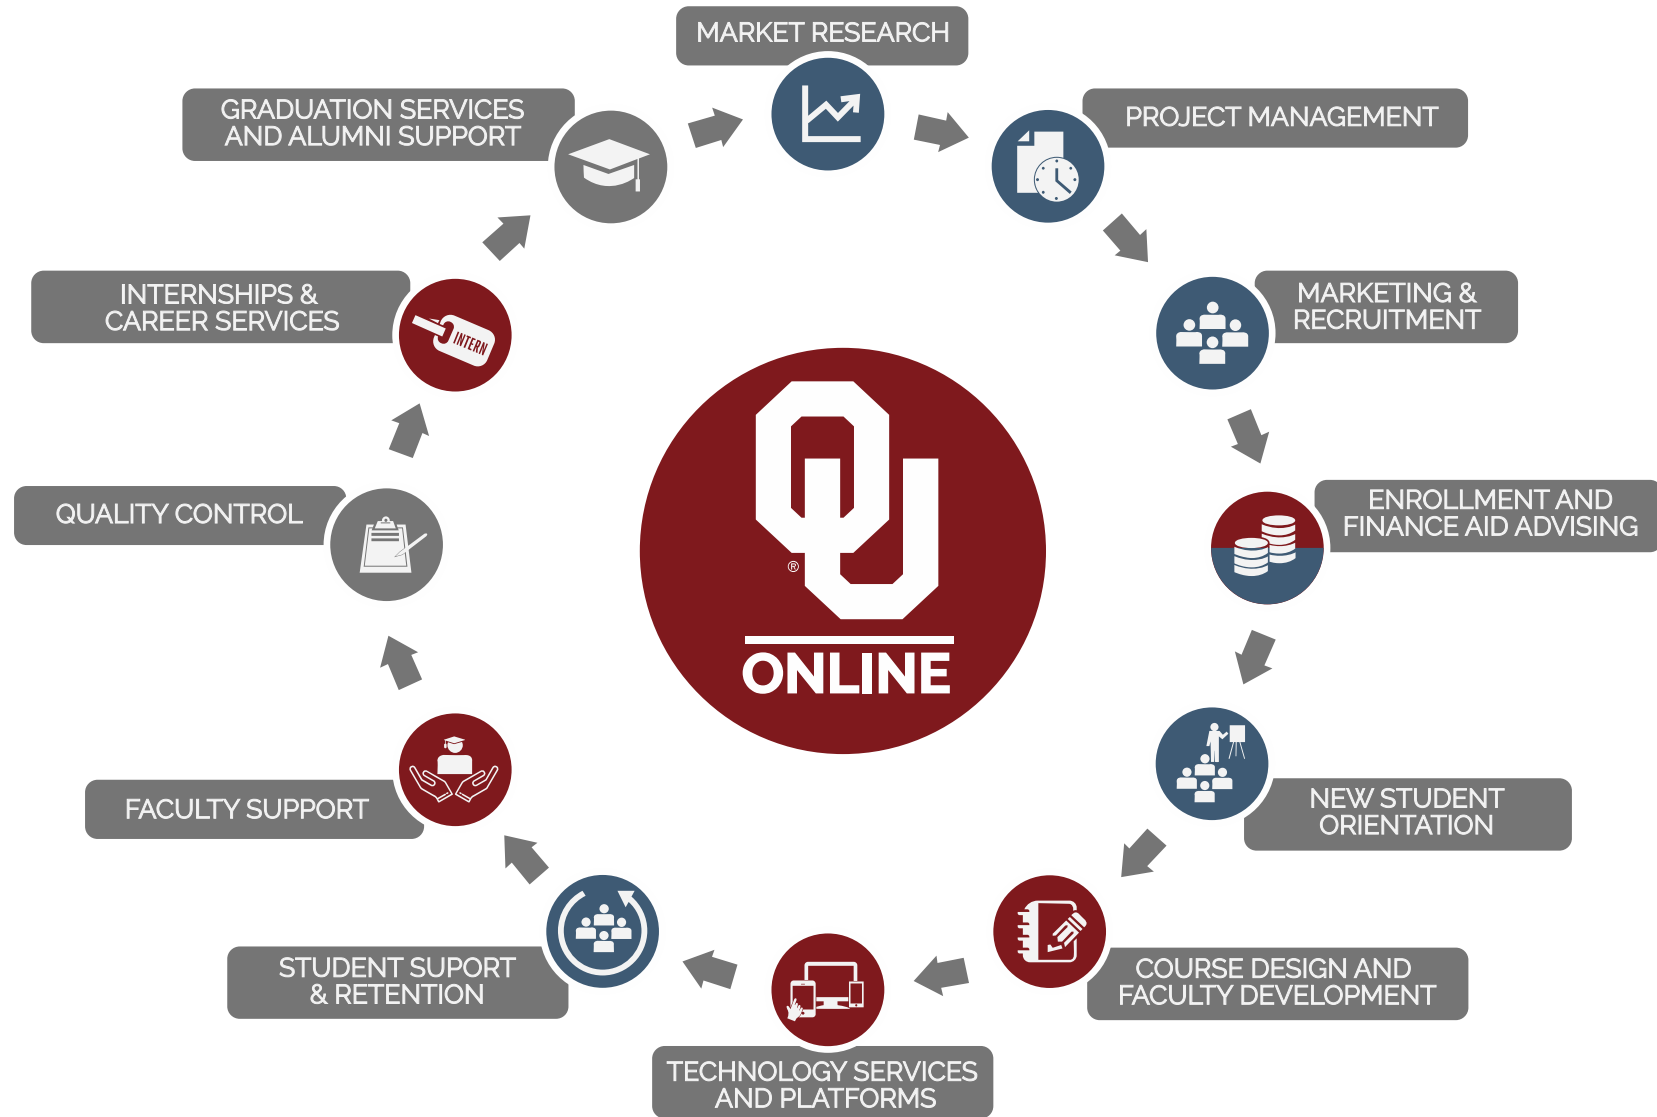 MARKET RESEARCH
PROJECT MANAGEMENT
MARKETING &
RECRUITMENT
ENROLLMENT AND
FINANCE AID ADVISING
NEW STUDENT
ORIENTATION
COURSE DESIGN AND
FACULTY DEVELOPMENT
TECHNOLOGY SERVICES
AND PLATFORMS
STUDENT SUPORT
& RETENTION
FACULTY SUPPORT
QUALITY CONTROL
INTERNSHIPS &
CAREER SERVICES
INTERN
GRADUATION SERVICES
AND ALUMNI SUPPORT
OU
®
ONLINE